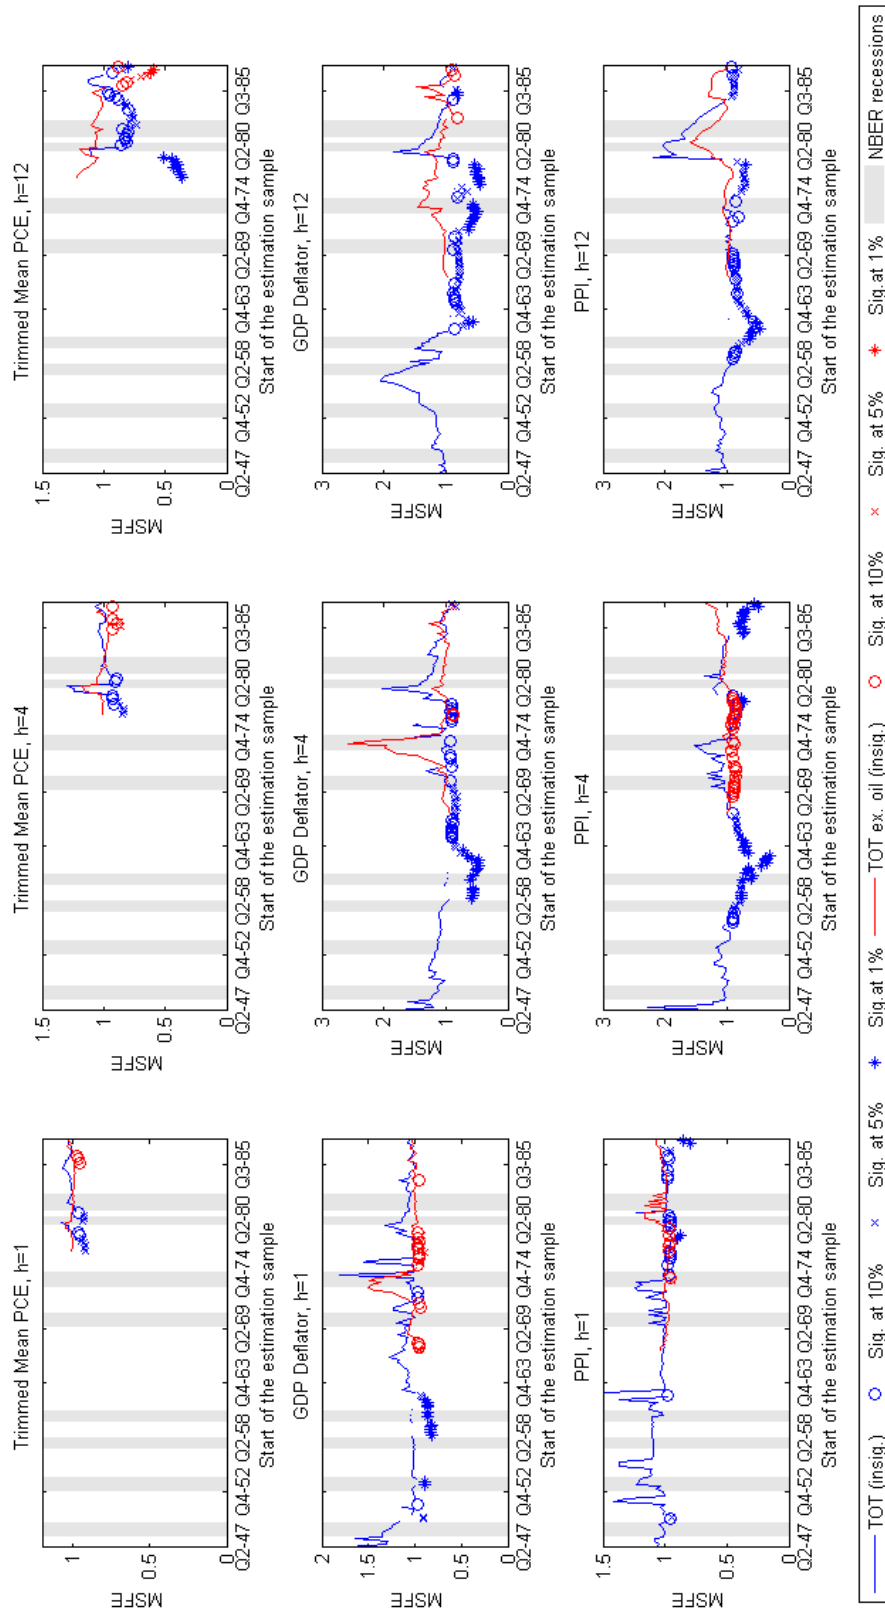 Trimmed Mean PCE, h=1
MSFE
1
0.5
0
Q2-47 Q4-52 Q2-58 Q4-63 Q2-69 Q4-74 Q2-80 Q3-85
Start of the estimation sample
Trimmed Mean PCE, h=4
MSFE
1.5
1
0.5
0
Q2-47 Q4-52 Q2-58 Q4-63 Q2-69 Q4-74 Q2-80 Q3-85
Start of the estimation sample
Trimmed Mean PCE, h=12
MSFE
1.5
1
0.5
0
Q2-47 Q4-52 Q2-58 Q4-63 Q2-69 Q4-74 Q2-80 Q3-85
Start of the estimation sample
GDP Deflator, h=1
MSFE
2
1.5
1
0.5
0
Q2-47 Q4-52 Q2-58 Q4-63 Q2-69 Q4-74 Q2-80 Q3-85
Start of the estimation sample
GDP Deflator, h=4
MSFE
3
2
1
0
Q2-47 Q4-52 Q2-58 Q4-63 Q2-69 Q4-74 Q2-80 Q3-85
Start of the estimation sample
GDP Deflator, h=12
MSFE
3
2
1
0
Q2-47 Q4-52 Q2-58 Q4-63 Q2-69 Q4-74 Q2-80 Q3-85
Start of the estimation sample
PPI, h=1
MSFE
1.5
1
0.5
0
Q2-47 Q4-52 Q2-58 Q4-63 Q2-69 Q4-74 Q2-80 Q3-85
Start of the estimation sample
PPI, h=4
MSFE
3
2
1
0
Q2-47 Q4-52 Q2-58 Q4-63 Q2-69 Q4-74 Q2-80 Q3-85
Start of the estimation sample
PPI, h=12
MSFE
3
2
1
0
Q2-47 Q4-52 Q2-58 Q4-63 Q2-69 Q4-74 Q2-80 Q3-85
Start of the estimation sample
TOT (insig.) Sig. at 10% Sig. at 5% Sig.at 1% TOT ex. oil (insig.) Sig. at 10% Sig. at 5% Sig.at 1% NBER recessions